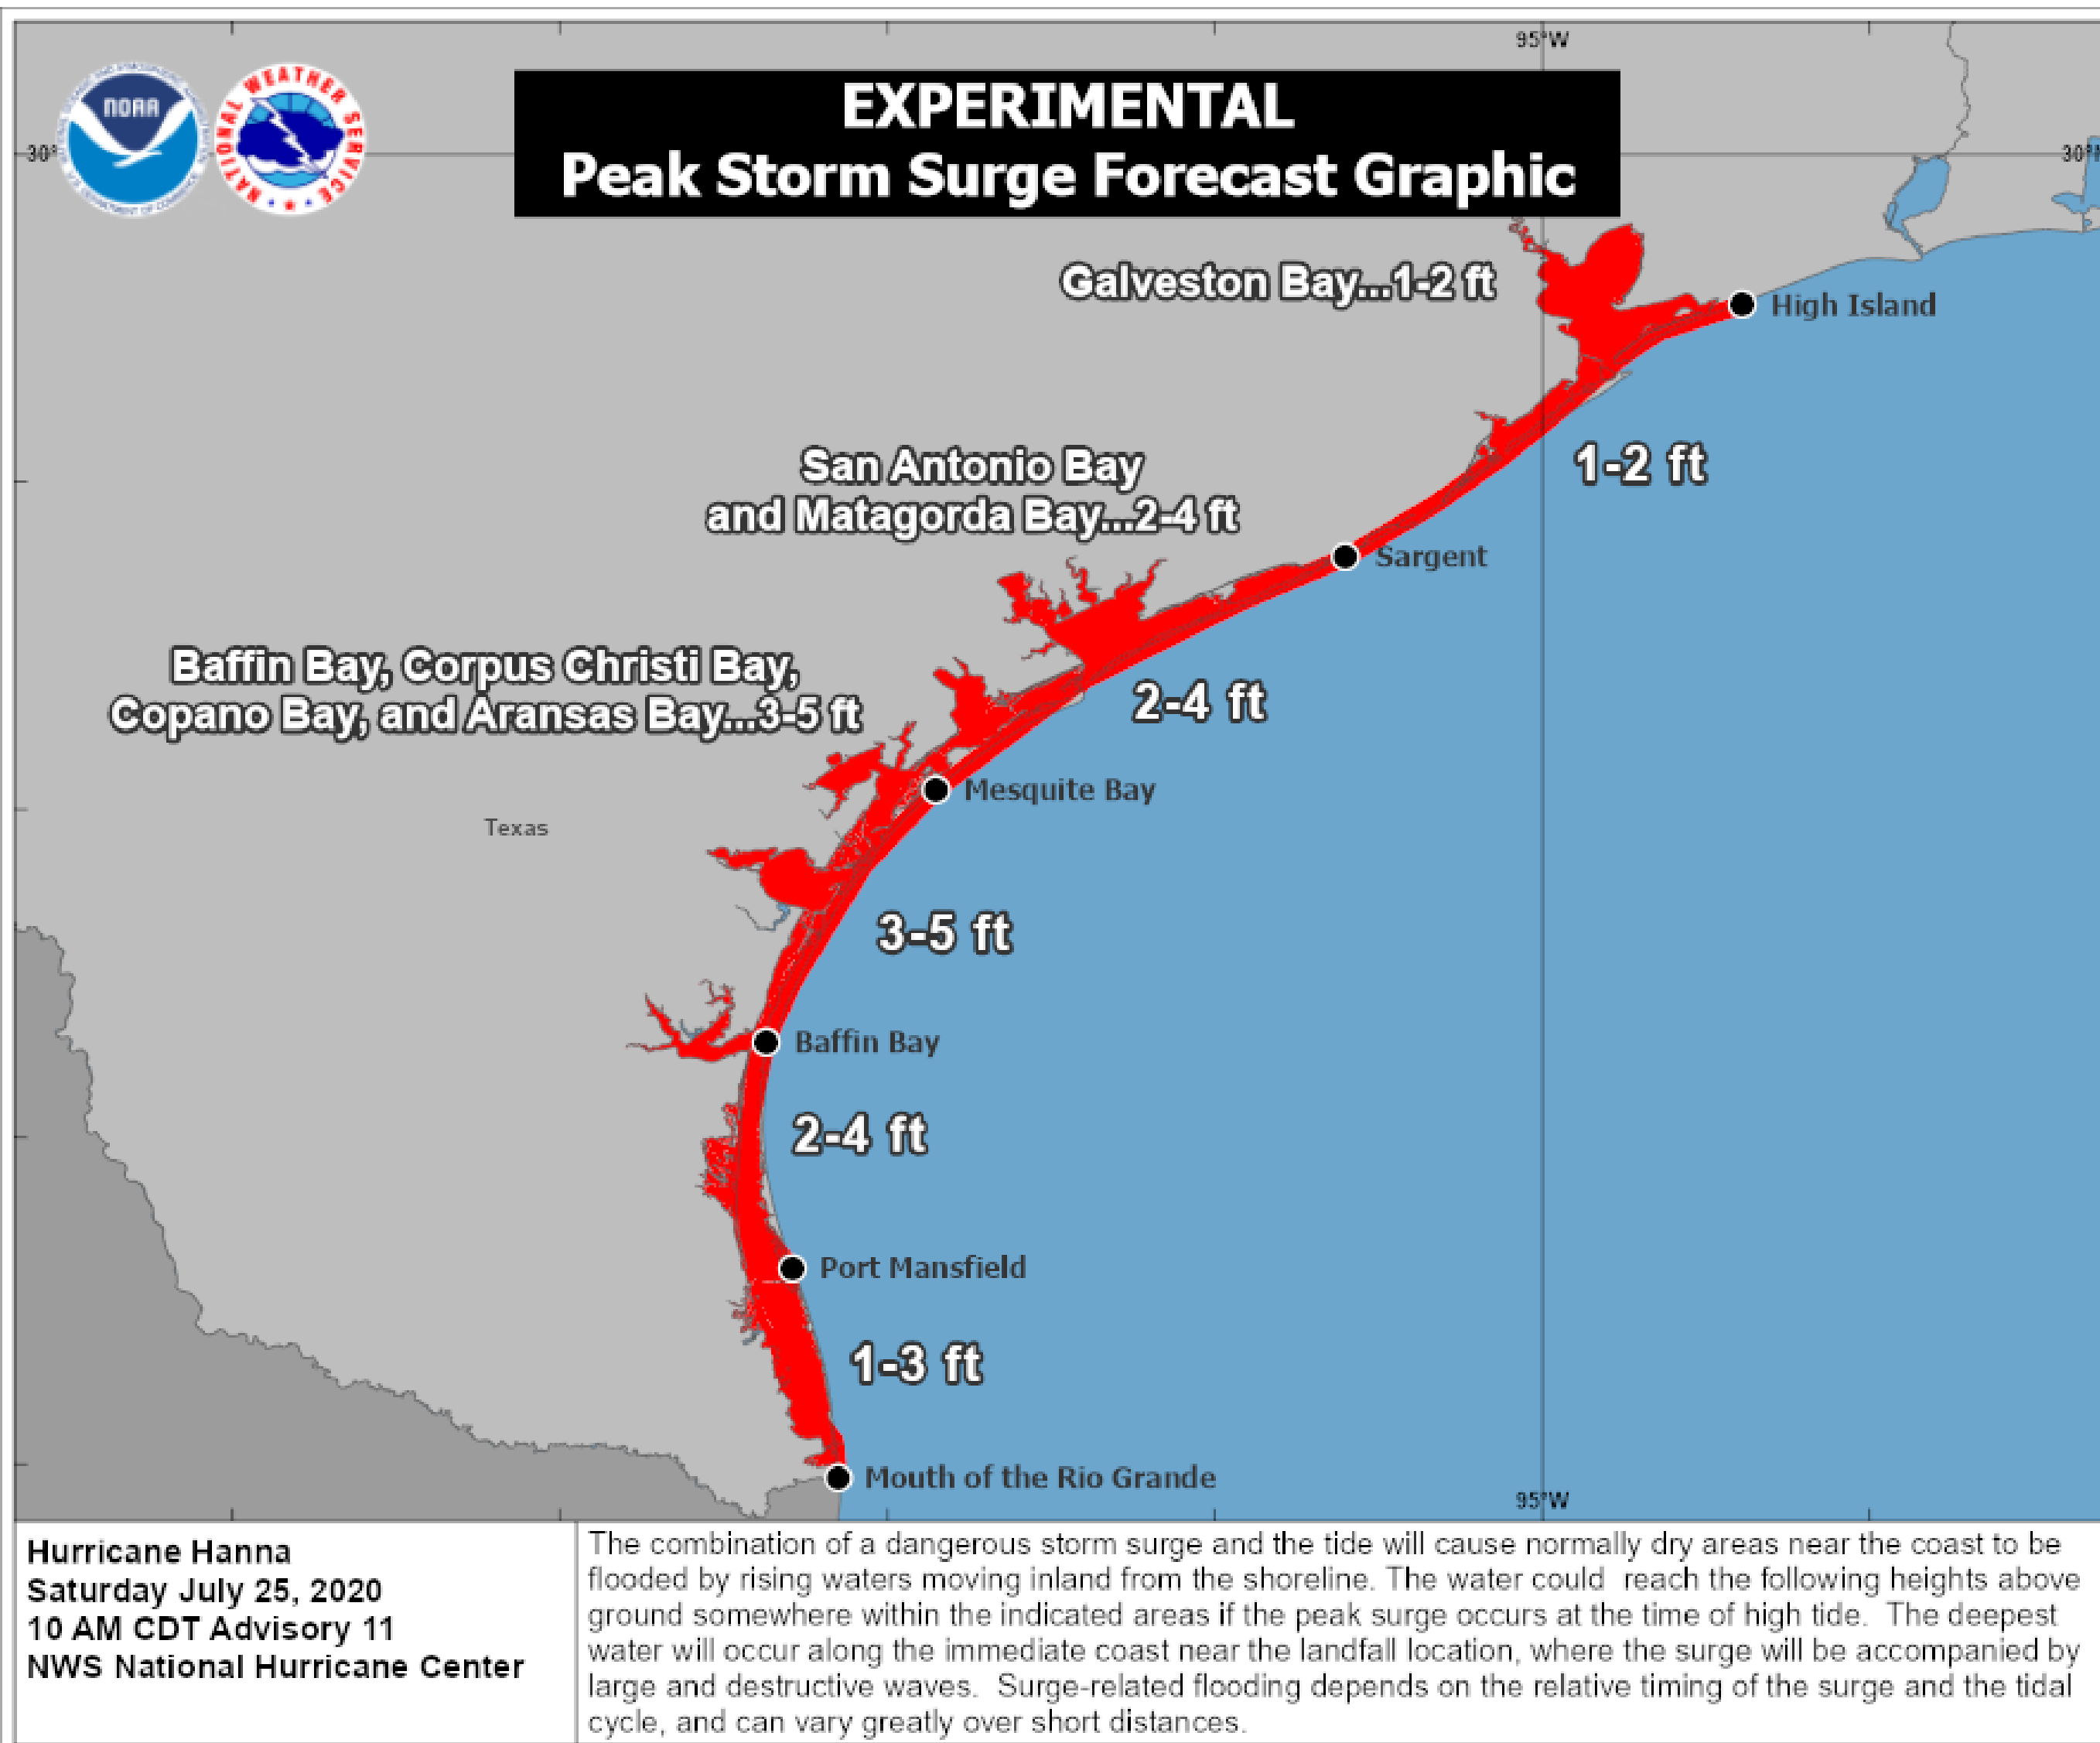 95°W
NOAA
NATIONAL WEATHER SERVICE
EXPERIMENTAL
Peak Storm Surge Forecast Graphic
30°
30°
Galveston Bay...1-2 ft
High Island
1-2 ft
San Antonio Bay
and Matagorda Bay...2-4 ft
Sargent
Baffin Bay, Corpus Christi Bay,
Copano Bay, and Aransas Bay...3-5 ft
2-4 ft
Mesquite Bay
Texas
3-5 ft
Baffin Bay
2-4 ft
Port Mansfield
1-3 ft
Mouth of the Rio Grande
95°W
Hurricane Hanna
Saturday July 25, 2020
10 AM CDT Advisory 11
NWS National Hurricane Center
The combination of a dangerous storm surge and the tide will cause normally dry areas near the coast to be
flooded by rising waters moving inland from the shoreline. The water could  reach the following heights above
ground somewhere within the indicated areas if the peak surge occurs at the time of high tide.  The deepest
water will occur along the immediate coast near the landfall location, where the surge will be accompanied by
large and destructive waves.  Surge-related flooding depends on the relative timing of the surge and the tidal
cycle, and can vary greatly over short distances.